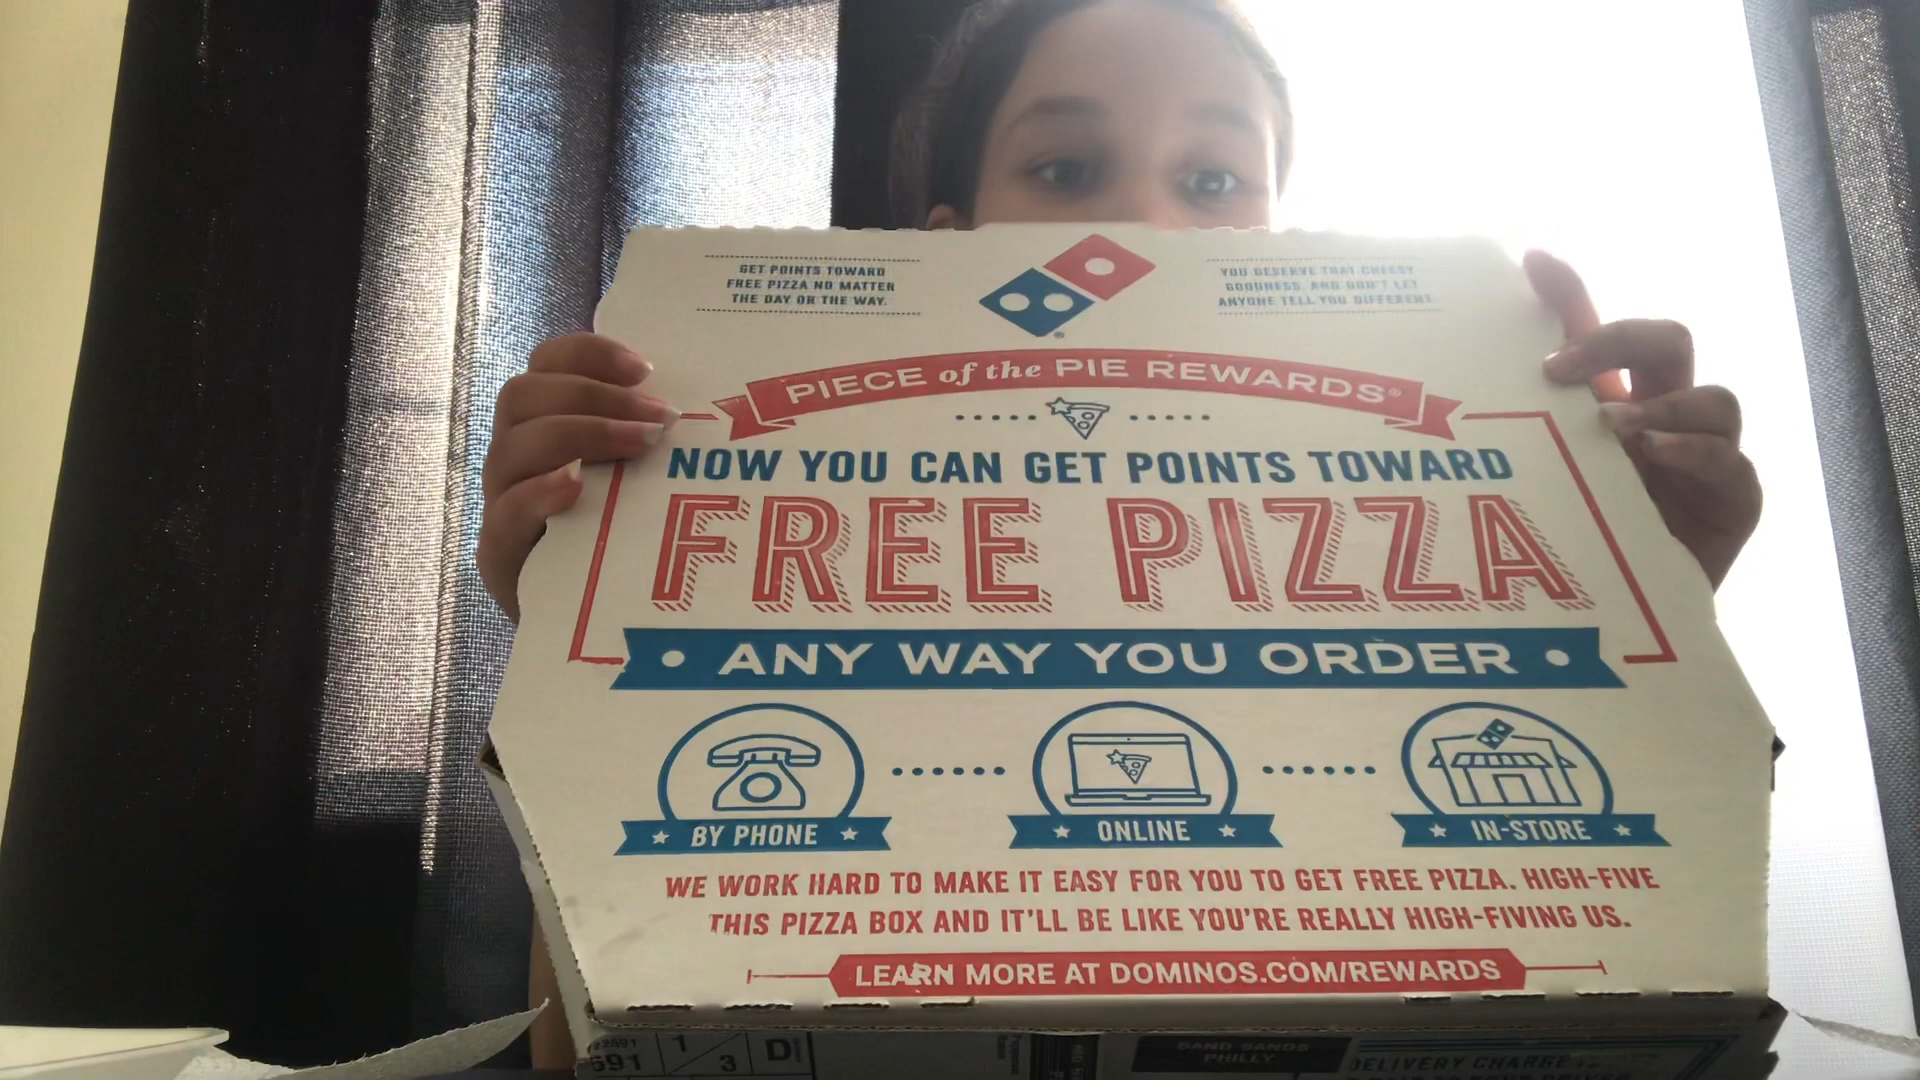 GET POINTS TOWARD
FREE PIZZA NO MATTER
THE DAY OR THE WAY.
YOU DESERVE THAT CHEESY
GOODNESS, AND DON'T LET
ANYONE TELL YOU DIFFERENT.
PIECE of the PIE REWARDS®
NOW YOU CAN GET POINTS TOWARD
FREE PIZZA
ANY WAY YOU ORDER
BY PHONE
ONLINE
IN-STORE
WE WORK HARD TO MAKE IT EASY FOR YOU TO GET FREE PIZZA. HIGH-FIVE
THIS PIZZA BOX AND IT'LL BE LIKE YOU'RE REALLY HIGH-FIVING US.
LEARN MORE AT DOMINOS.COM/REWARDS
591 1/3 D
PHILLY
DELIVERY CHARGE